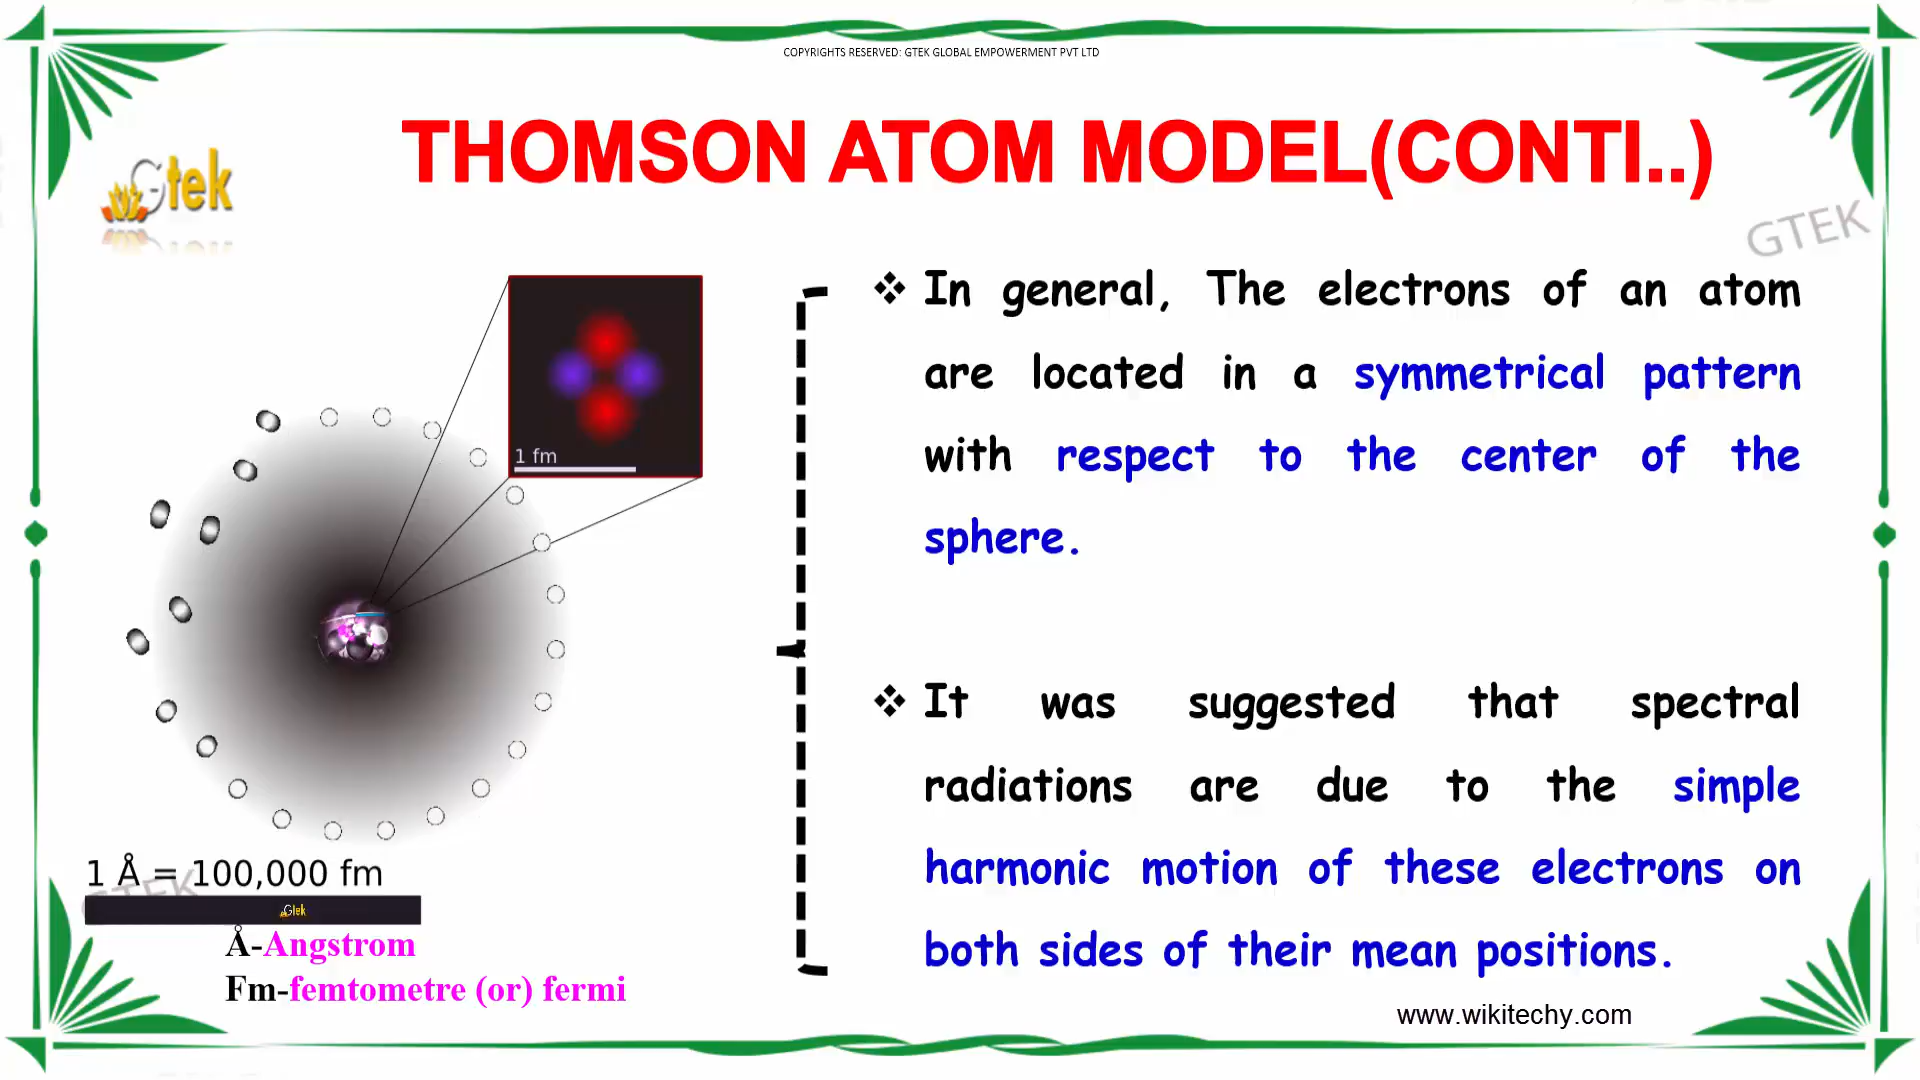 COPYRIGHTS RESERVED: GTEK GLOBAL EMPOWERMENT PVT LTD
THOMSON ATOM MODEL(CONTI..)
Gtek
GTEK
❖ In general, The electrons of an atom
are located in a symmetrical pattern
with respect to the center of the
sphere.
1 fm
❖ It was suggested that spectral
radiations are due to the simple
harmonic motion of these electrons on
both sides of their mean positions.
1 Å = 100,000 fm
GTEK
Gtek
Å-Angstrom
Fm-femtometre (or) fermi
www.wikitechy.com